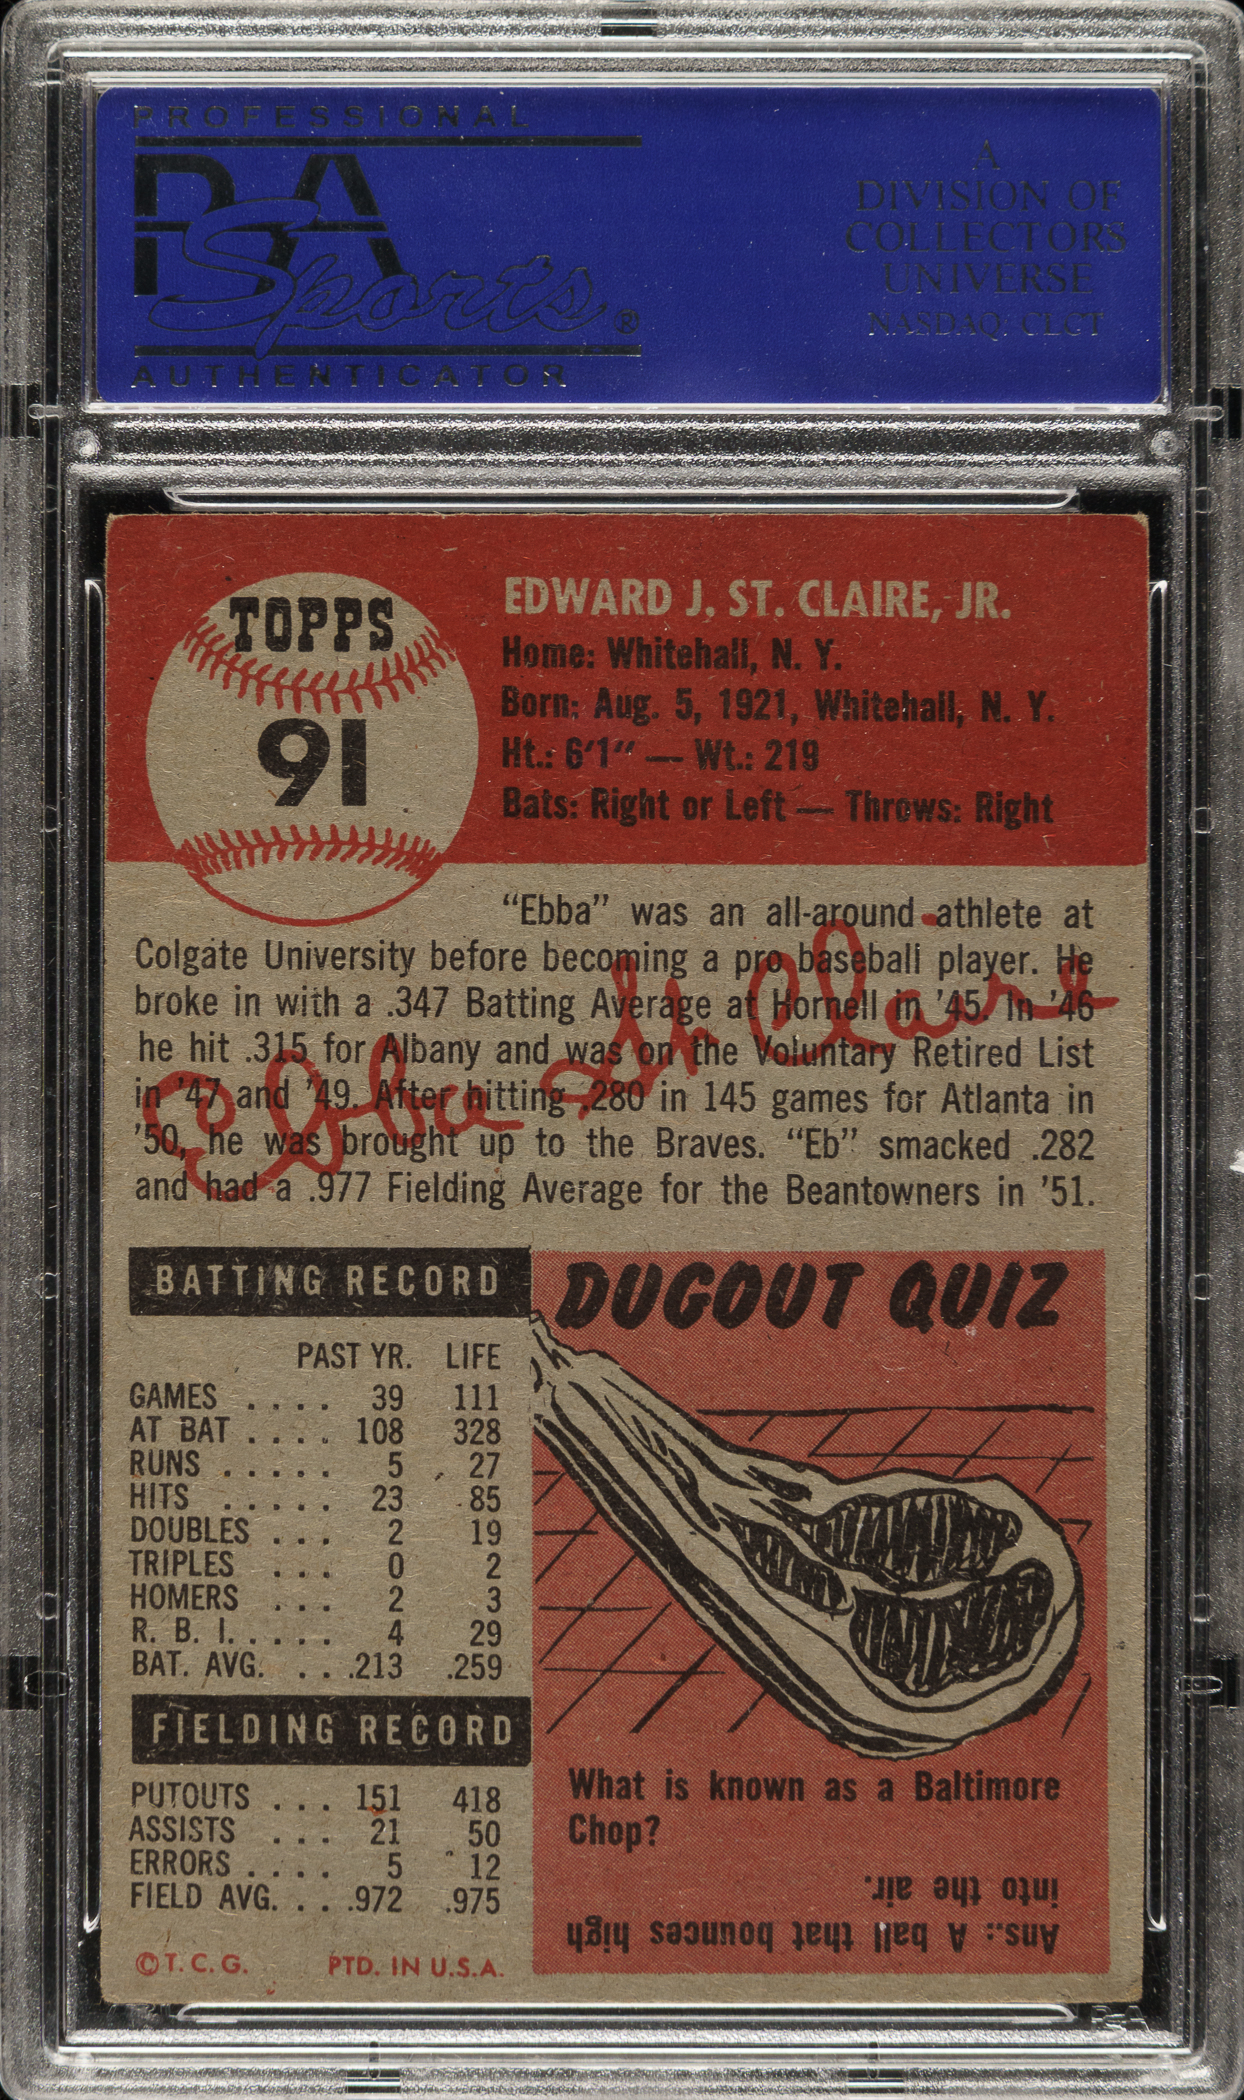 PROFESSIONAL
PSA
Sports®
AUTHENTICATOR
A
DIVISION OF
COLLECTORS
UNIVERSE
NASDAQ: CLCT
TOPPS
91
EDWARD J. ST. CLAIRE, JR.
Home: Whitehall, N. Y.
Born: Aug. 5, 1921, Whitehall, N. Y.
Ht.: 6'1" — Wt.: 219
Bats: Right or Left — Throws: Right
"Ebba" was an all-around athlete at
Colgate University before becoming a pro baseball player. He
broke in with a .347 Batting Average at Hornell in '45. In '46
he hit .315 for Albany and was on the Voluntary Retired List
in '47 and '49. After hitting .280 in 145 games for Atlanta in
'50, he was brought up to the Braves. "Eb" smacked .282
and had a .977 Fielding Average for the Beantowners in '51.
Ebba St Claire
BATTING RECORD
PAST YR. LIFE
GAMES .... 39 111
AT BAT .... 108 328
RUNS ..... 5 27
HITS ..... 23 85
DOUBLES ... 2 19
TRIPLES ... 0 2
HOMERS ... 2 3
R. B. I. .... 4 29
BAT. AVG. ... .213 .259
FIELDING RECORD
PUTOUTS ... 151 418
ASSISTS ... 21 50
ERRORS .... 5 12
FIELD AVG. ... .972 .975
©T.C.G. PTD. IN U.S.A.
DUGOUT QUIZ
What is known as a Baltimore
Chop?
Ans.: A ball that bounces high
into the air.
PSA